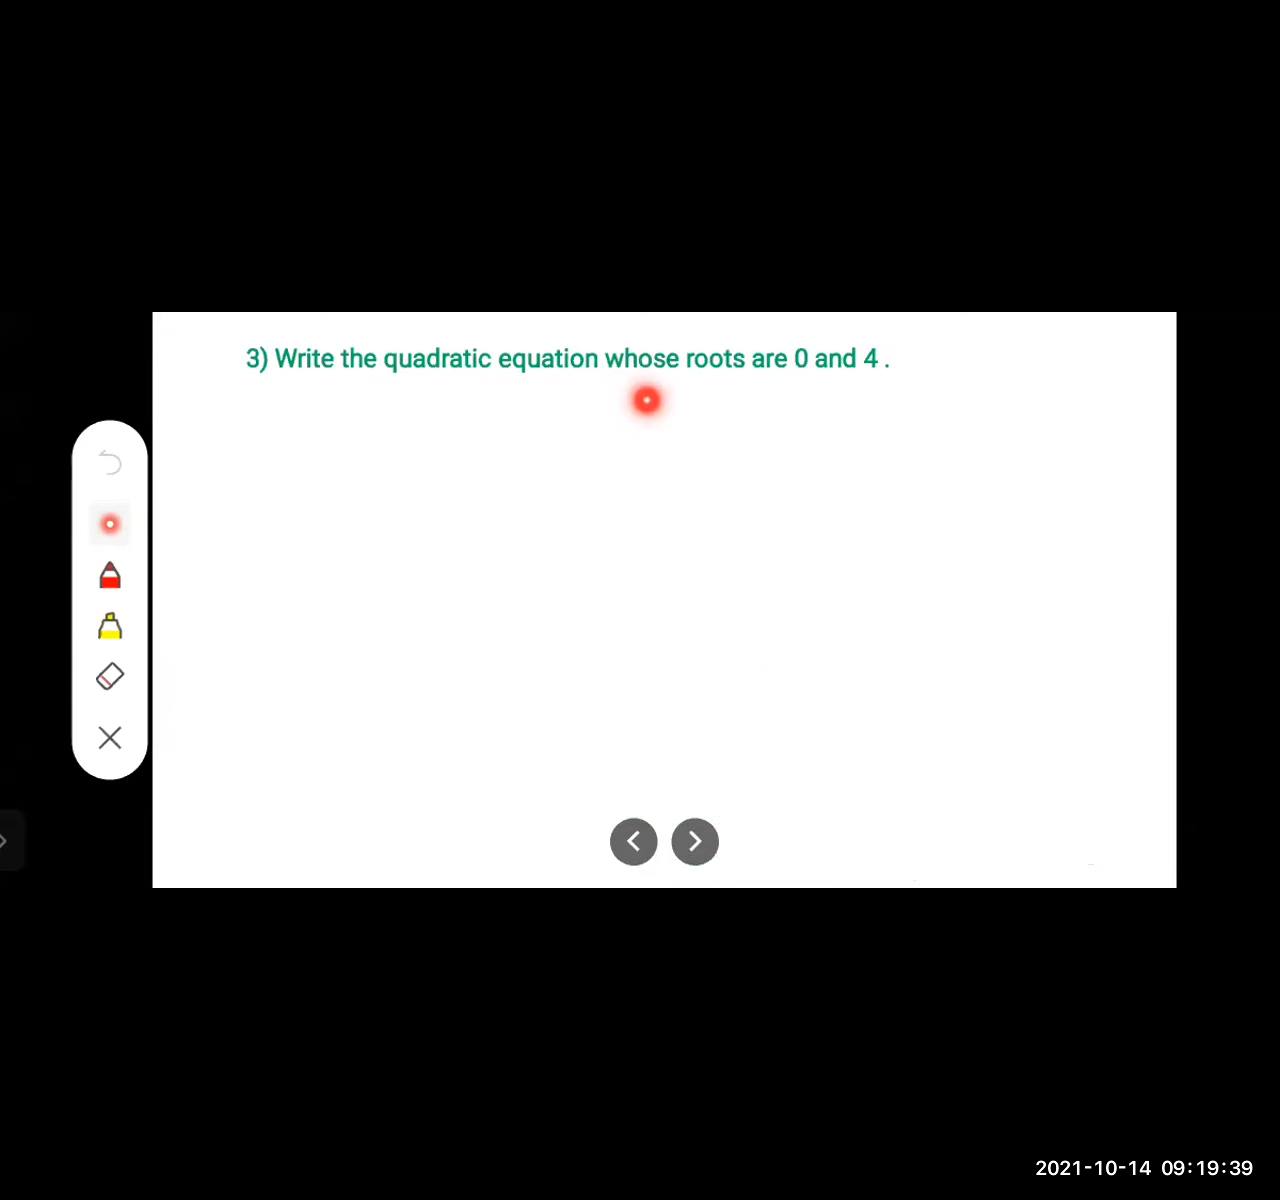 3) Write the quadratic equation whose roots are 0 and 4 .
2021-10-14 09:19:39